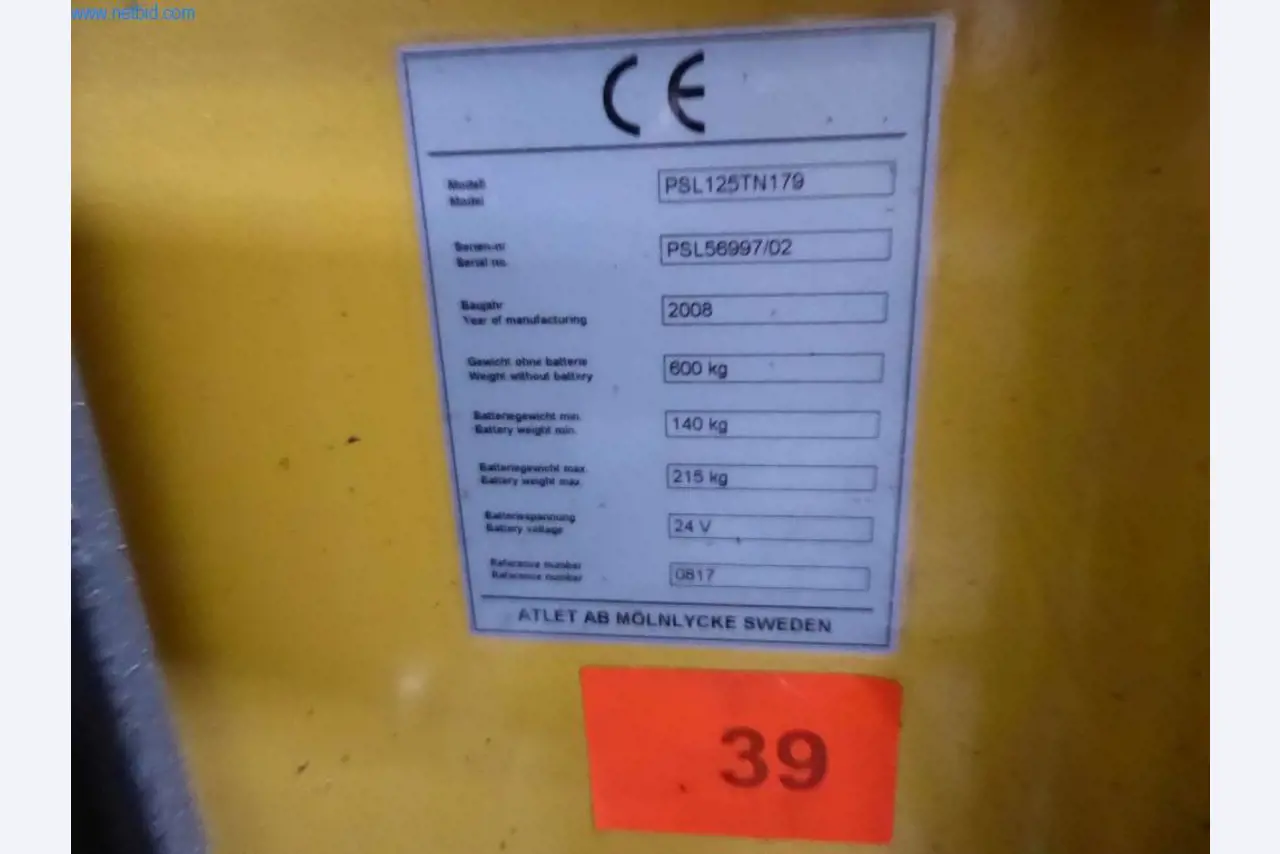 www.netbid.com
CE
Modell
Model
PSL125TN179
Serien-nr
Serial no.
PSL56997/02
Baujahr
Year of manufacturing
2008
Gewicht ohne batterie
Weight without battery
600 kg
Batteriegewicht min.
Battery weight min.
140 kg
Batteriegewicht max.
Battery weight max.
215 kg
Batteriespannung
Battery voltage
24 V
Reference number
Reference number
0817
ATLET AB MÖLNLYCKE SWEDEN
39